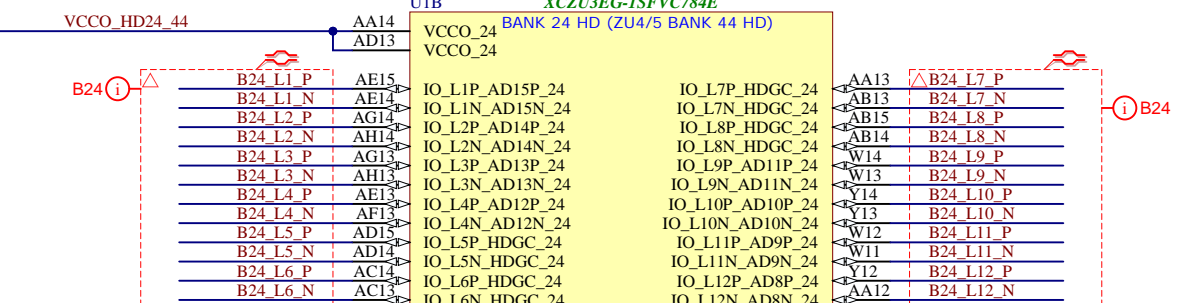 U1B XCZU3EG-1SFVC784E
VCCO_HD24_44 AA14 VCCO_24 BANK 24 HD (ZU4/5 BANK 44 HD)
AD13 VCCO_24
B24 i
B24_L1_P AE15 IO_L1P_AD15P_24 IO_L7P_HDGC_24 AA13 B24_L7_P
B24_L1_N AE14 IO_L1N_AD15N_24 IO_L7N_HDGC_24 AB13 B24_L7_N
i B24
B24_L2_P AG14 IO_L2P_AD14P_24 IO_L8P_HDGC_24 AB15 B24_L8_P
B24_L2_N AH14 IO_L2N_AD14N_24 IO_L8N_HDGC_24 AB14 B24_L8_N
B24_L3_P AG13 IO_L3P_AD13P_24 IO_L9P_AD11P_24 W14 B24_L9_P
B24_L3_N AH13 IO_L3N_AD13N_24 IO_L9N_AD11N_24 W13 B24_L9_N
B24_L4_P AE13 IO_L4P_AD12P_24 IO_L10P_AD10P_24 Y14 B24_L10_P
B24_L4_N AF13 IO_L4N_AD12N_24 IO_L10N_AD10N_24 Y13 B24_L10_N
B24_L5_P AD15 IO_L5P_HDGC_24 IO_L11P_AD9P_24 W12 B24_L11_P
B24_L5_N AD14 IO_L5N_HDGC_24 IO_L11N_AD9N_24 W11 B24_L11_N
B24_L6_P AC14 IO_L6P_HDGC_24 IO_L12P_AD8P_24 Y12 B24_L12_P
B24_L6_N AC13 IO_L6N_HDGC_24 IO_L12N_AD8N_24 AA12 B24_L12_N